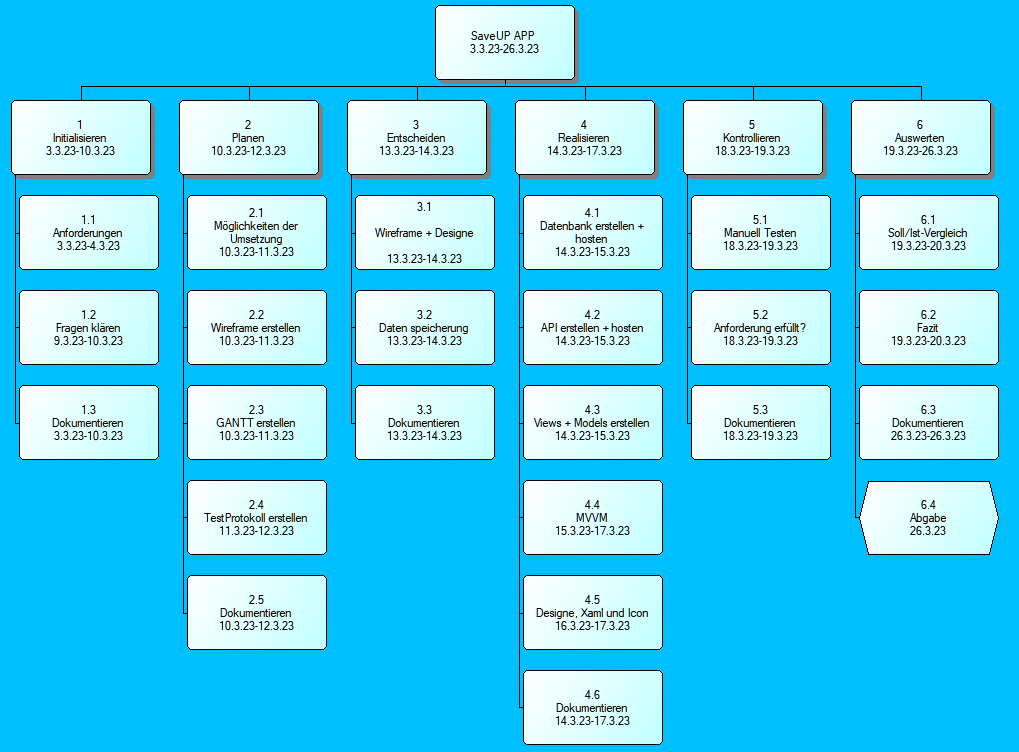 SaveUP APP
3.3.23-26.3.23
1
Initialisieren
3.3.23-10.3.23
1.1
Anforderungen
3.3.23-4.3.23
1.2
Fragen klären
9.3.23-10.3.23
1.3
Dokumentieren
3.3.23-10.3.23
2
Planen
10.3.23-12.3.23
2.1
Möglichkeiten der
Umsetzung
10.3.23-11.3.23
2.2
Wireframe erstellen
10.3.23-11.3.23
2.3
GANTT erstellen
10.3.23-11.3.23
2.4
TestProtokoll erstellen
11.3.23-12.3.23
2.5
Dokumentieren
10.3.23-12.3.23
3
Entscheiden
13.3.23-14.3.23
3.1
Wireframe + Designe
13.3.23-14.3.23
3.2
Daten speicherung
13.3.23-14.3.23
3.3
Dokumentieren
13.3.23-14.3.23
4
Realisieren
14.3.23-17.3.23
4.1
Datenbank erstellen +
hosten
14.3.23-15.3.23
4.2
API erstellen + hosten
14.3.23-15.3.23
4.3
Views + Models erstellen
14.3.23-15.3.23
4.4
MVVM
15.3.23-17.3.23
4.5
Designe, Xaml und Icon
16.3.23-17.3.23
4.6
Dokumentieren
14.3.23-17.3.23
5
Kontrollieren
18.3.23-19.3.23
5.1
Manuell Testen
18.3.23-19.3.23
5.2
Anforderung erfüllt?
18.3.23-19.3.23
5.3
Dokumentieren
18.3.23-19.3.23
6
Auswerten
19.3.23-26.3.23
6.1
Soll/Ist-Vergleich
19.3.23-20.3.23
6.2
Fazit
19.3.23-20.3.23
6.3
Dokumentieren
26.3.23-26.3.23
6.4
Abgabe
26.3.23